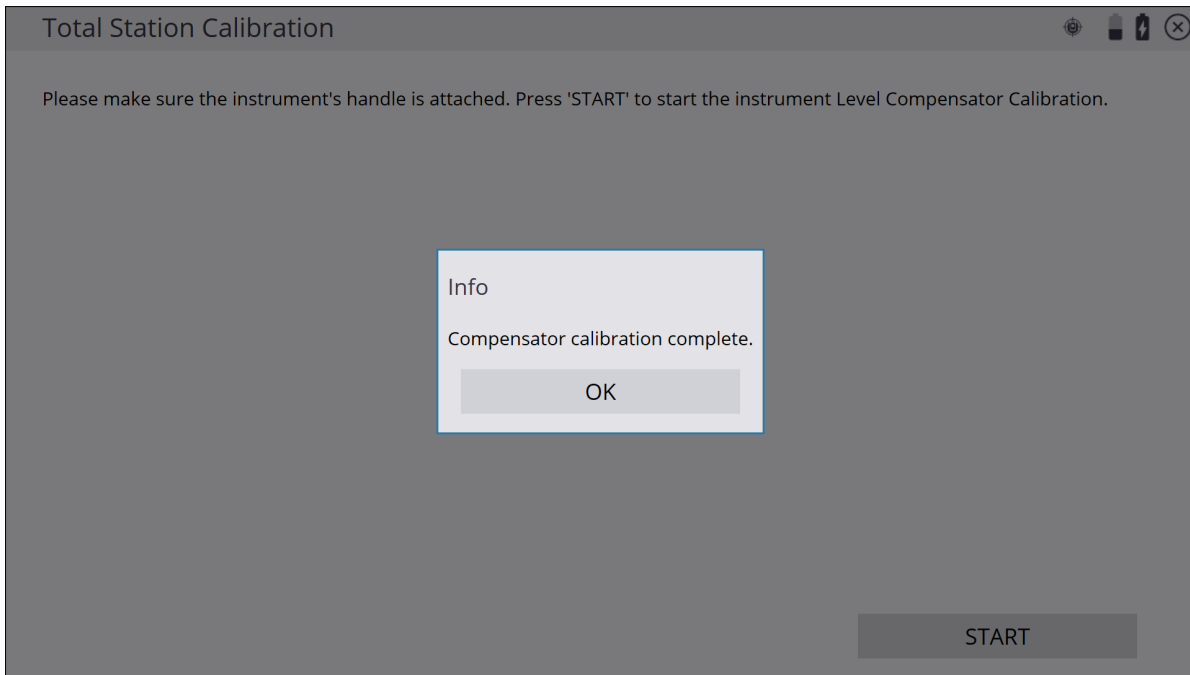 Total Station Calibration
Please make sure the instrument's handle is attached. Press 'START' to start the instrument Level Compensator Calibration.
Info
Compensator calibration complete.
OK
START